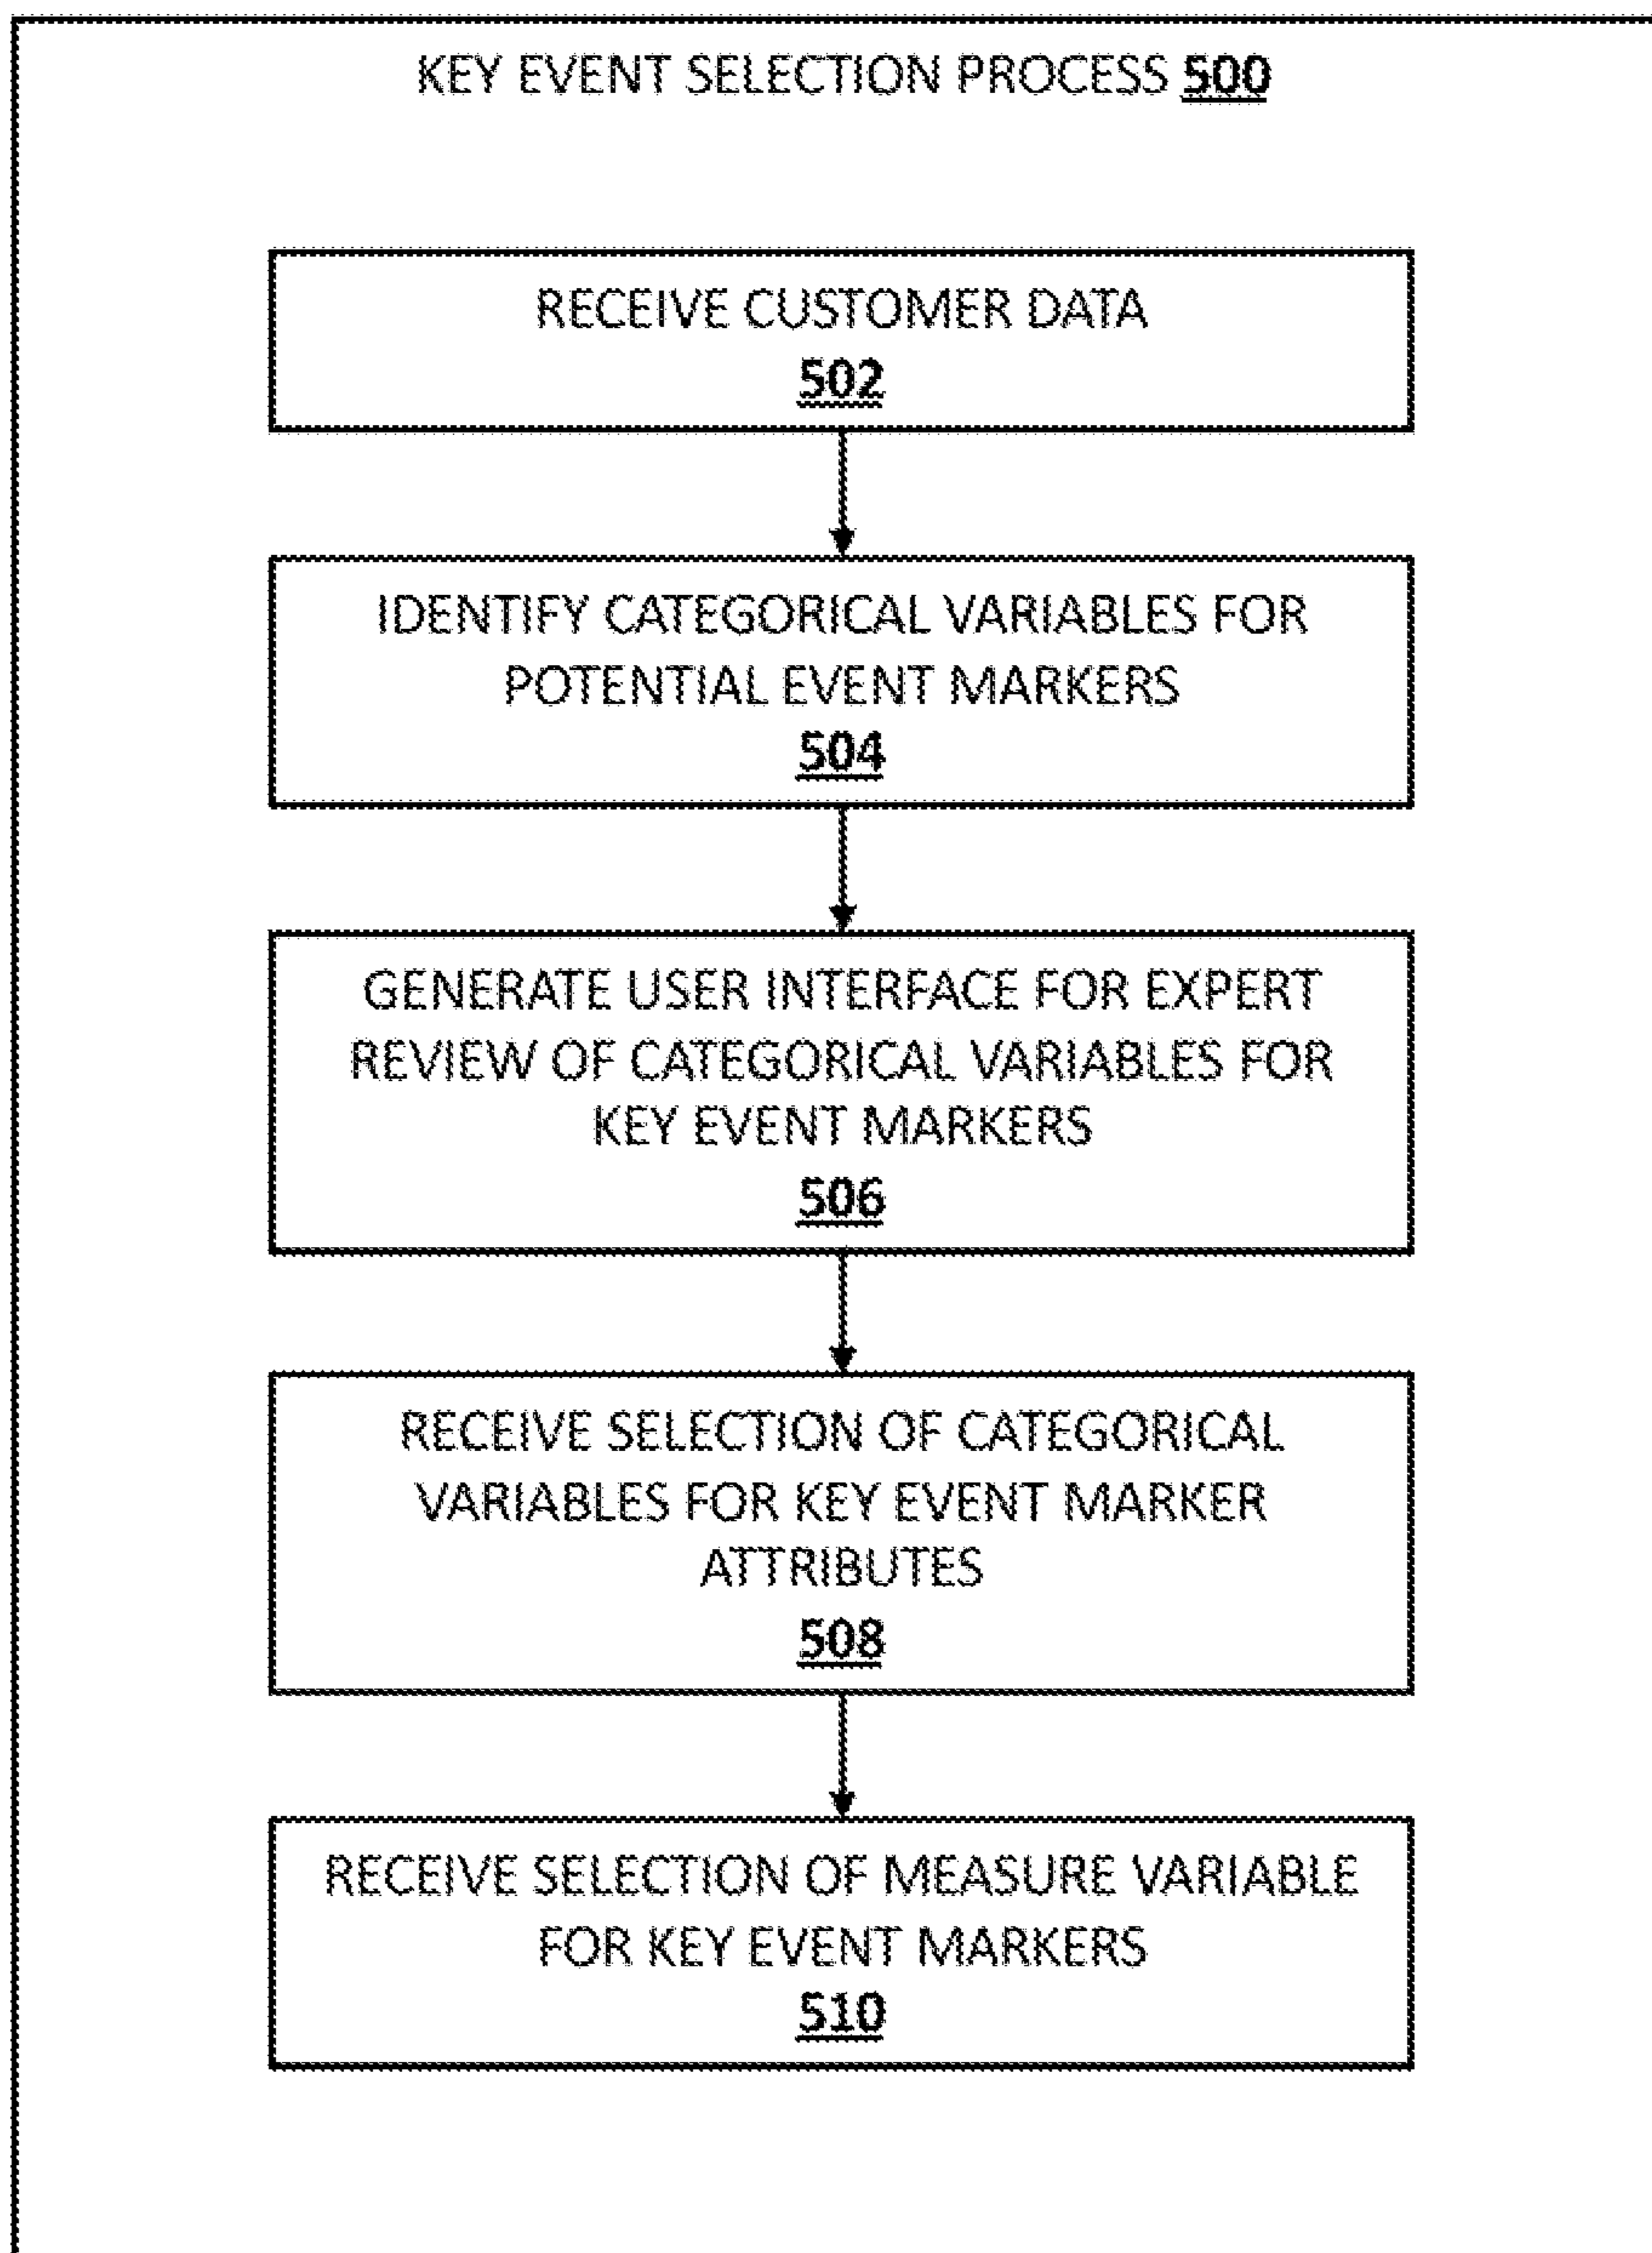 KEY EVENT SELECTION PROCESS 500
RECEIVE CUSTOMER DATA
502
IDENTIFY CATEGORICAL VARIABLES FOR
POTENTIAL EVENT MARKERS
504
GENERATE USER INTERFACE FOR EXPERT
REVIEW OF CATEGORICAL VARIABLES FOR
KEY EVENT MARKERS
506
RECEIVE SELECTION OF CATEGORICAL
VARIABLES FOR KEY EVENT MARKER
ATTRIBUTES
508
RECEIVE SELECTION OF MEASURE VARIABLE
FOR KEY EVENT MARKERS
510